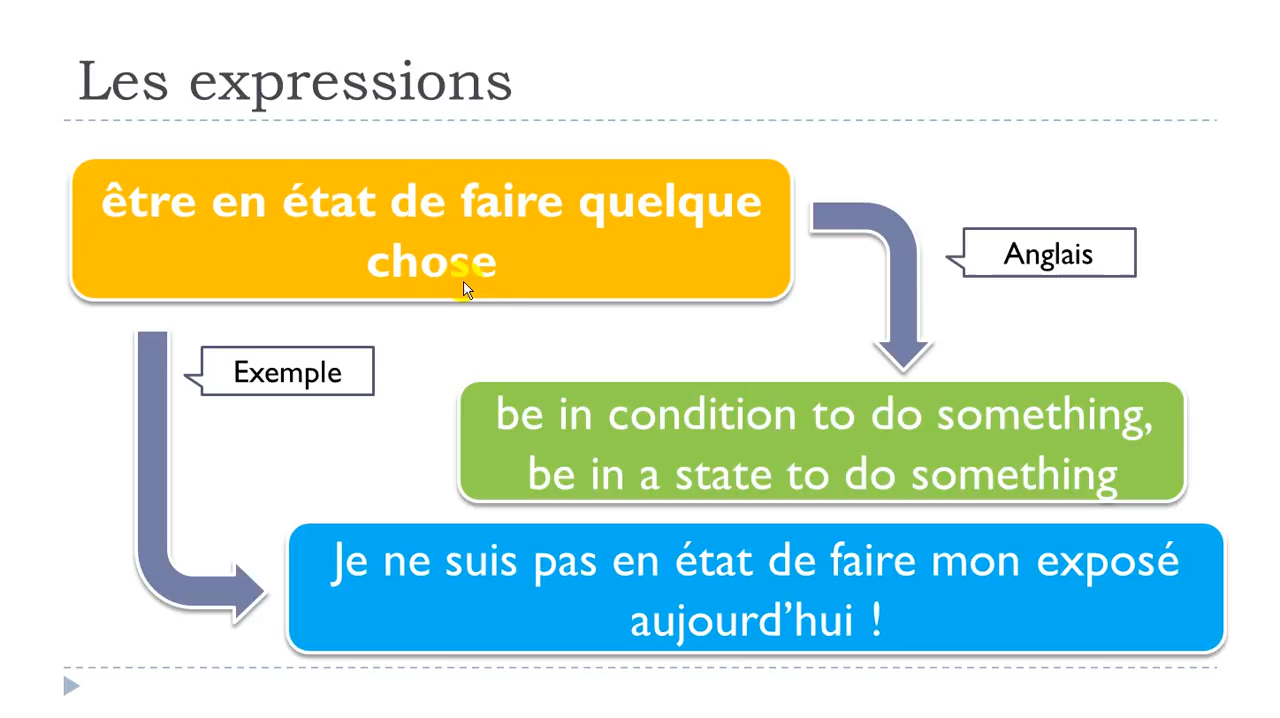 Les expressions
être en état de faire quelque
chose
Anglais
Exemple
be in condition to do something,
be in a state to do something
Je ne suis pas en état de faire mon exposé
aujourd’hui !